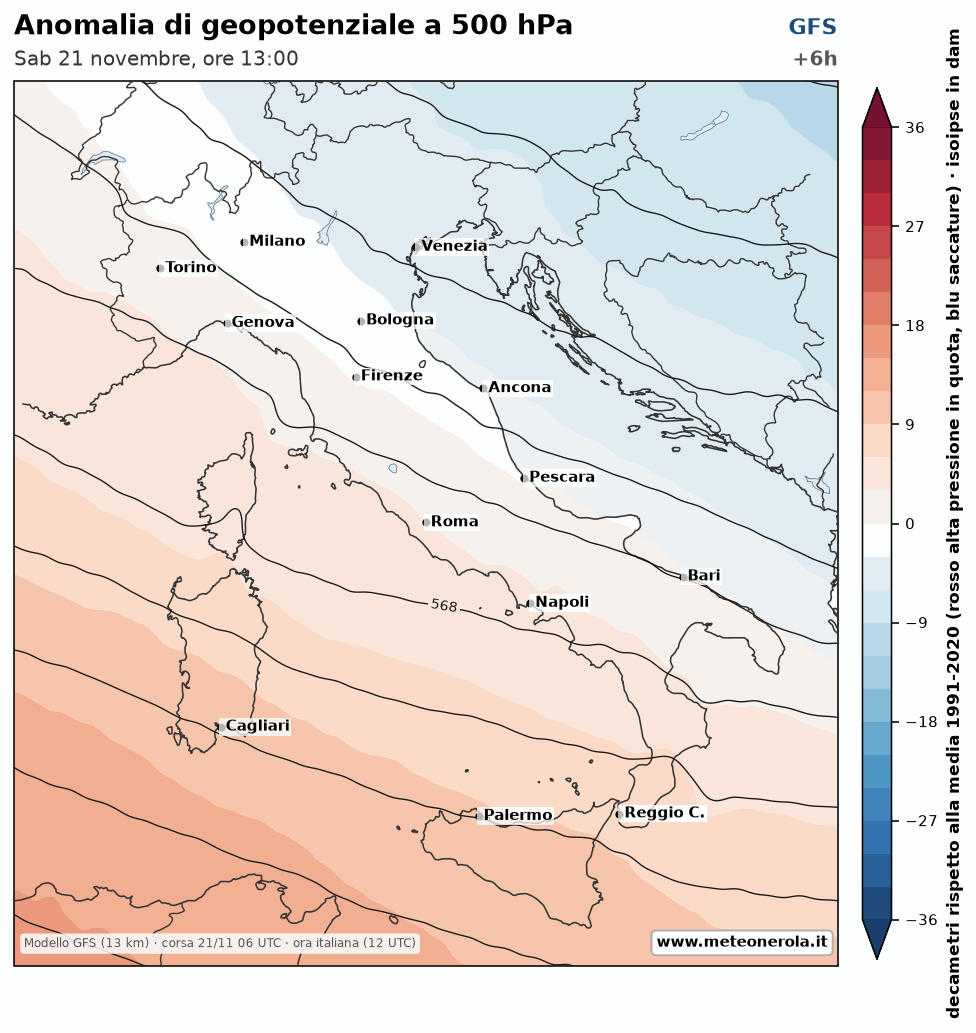 Anomalia di geopotenziale a 500 hPa
GFS
Sab 21 novembre, ore 13:00
+6h
Milano
Venezia
Torino
Genova
Bologna
Firenze
Ancona
Pescara
Roma
Bari
568
Napoli
Cagliari
Palermo
Reggio C.
Modello GFS (13 km) · corsa 21/11 06 UTC · ora italiana (12 UTC)
www.meteonerola.it
36
27
18
9
0
−9
−18
−27
−36
decametri rispetto alla media 1991-2020 (rosso alta pressione in quota, blu saccature) · isoipse in dam